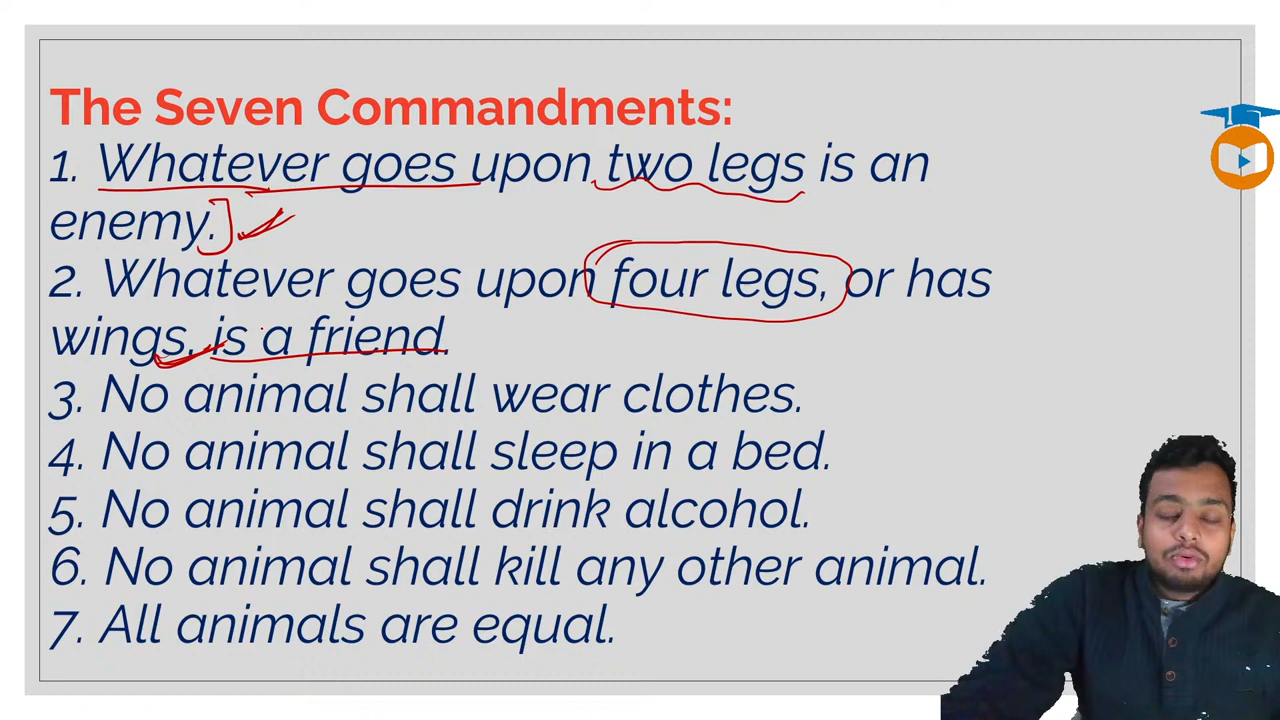 The Seven Commandments:
1. Whatever goes upon two legs is an
enemy.
2. Whatever goes upon four legs, or has
wings, is a friend.
3. No animal shall wear clothes.
4. No animal shall sleep in a bed.
5. No animal shall drink alcohol.
6. No animal shall kill any other animal.
7. All animals are equal.